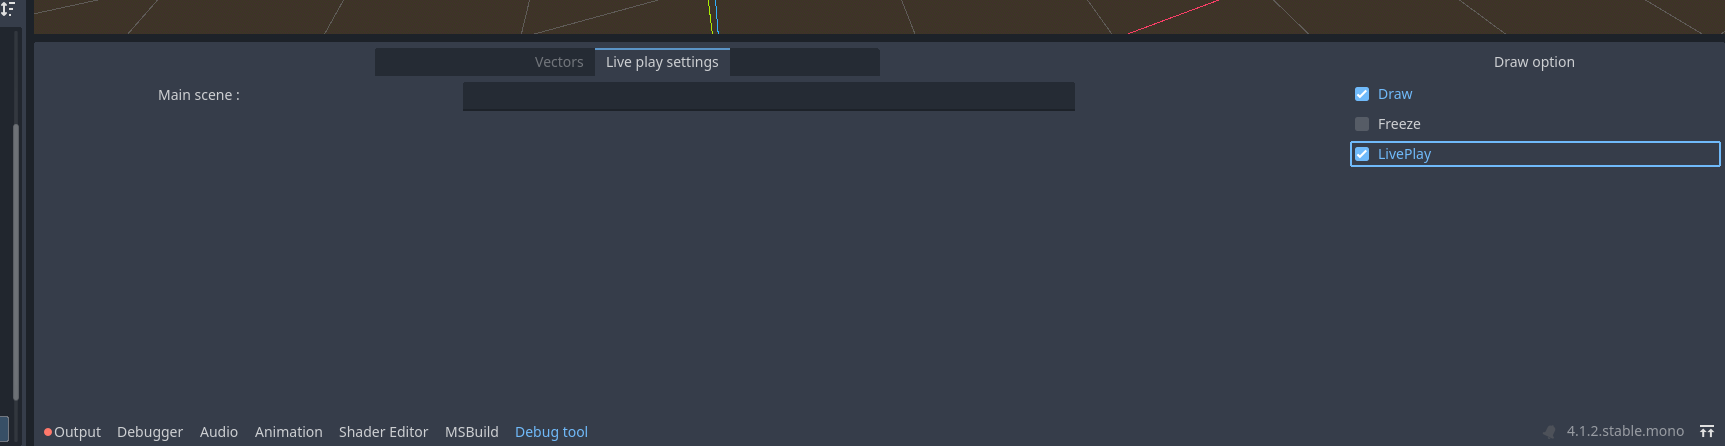 Vectors Live play settings Draw option
Main scene :
Draw
Freeze
LivePlay
Output Debugger Audio Animation Shader Editor MSBuild Debug tool 4.1.2.stable.mono